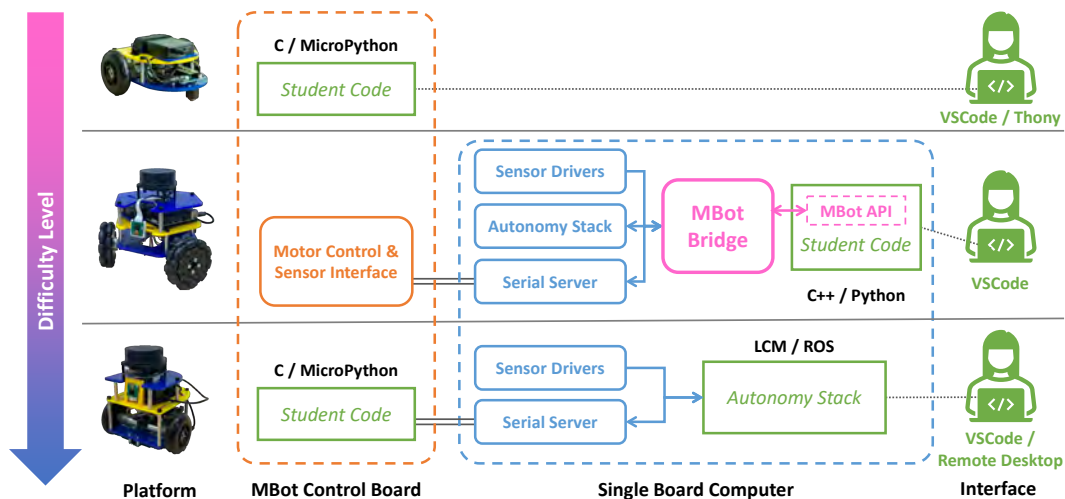 Difficulty Level
C / MicroPython
Student Code
</>
VSCode / Thony
Motor Control &
Sensor Interface
Sensor Drivers
Autonomy Stack
Serial Server
MBot
Bridge
MBot API
Student Code
C++ / Python
</>
VSCode
C / MicroPython
Student Code
Sensor Drivers
Serial Server
LCM / ROS
Autonomy Stack
</>
VSCode /
Remote Desktop
Platform
MBot Control Board
Single Board Computer
Interface